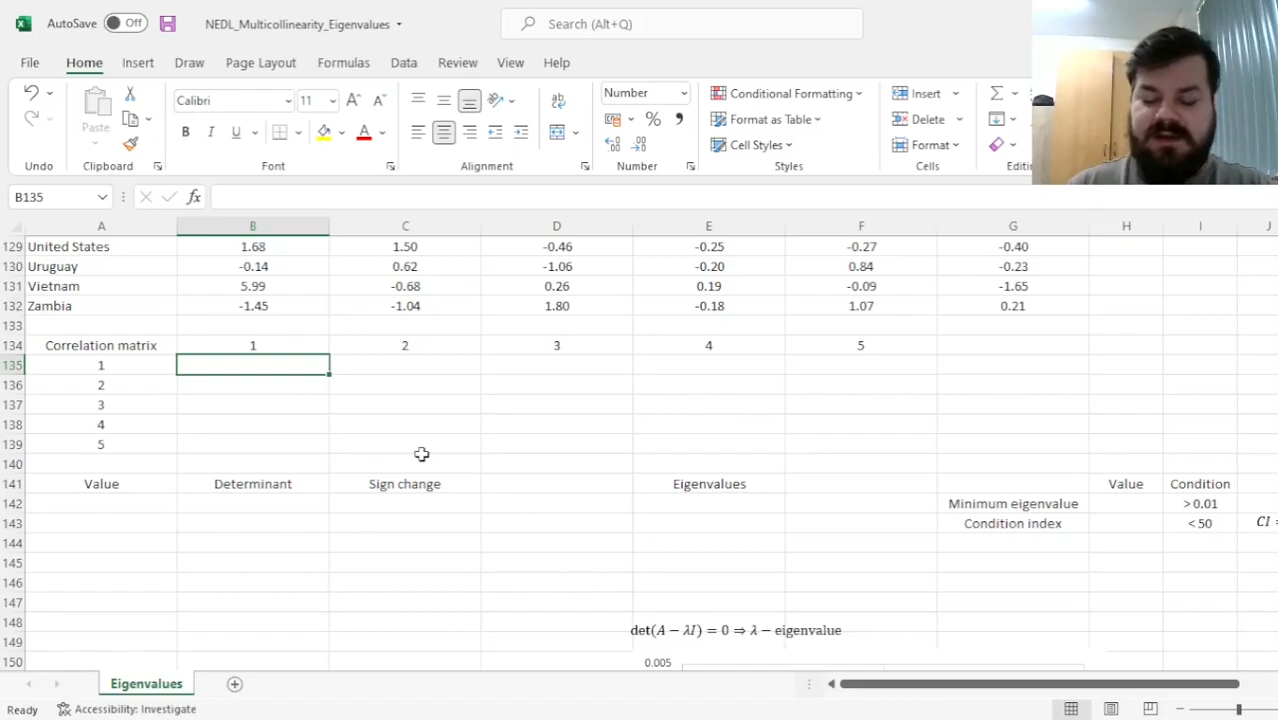 AutoSave Off NEDL_Multicollinearity_Eigenvalues Search (Alt+Q)
File Home Insert Draw Page Layout Formulas Data Review View Help
Calibri 11 Number Conditional Formatting Insert
Paste B I U Format as Table Delete
Cell Styles Format
Undo Clipboard Font Alignment Number Styles Cells
B135 fx
A B C D E F G H I J
129 United States 1.68 1.50 -0.46 -0.25 -0.27 -0.40
130 Uruguay -0.14 0.62 -1.06 -0.20 0.84 -0.23
131 Vietnam 5.99 -0.68 0.26 0.19 -0.09 -1.65
132 Zambia -1.45 -1.04 1.80 -0.18 1.07 0.21
133
134 Correlation matrix 1 2 3 4 5
135 1
136 2
137 3
138 4
139 5
140
141 Value Determinant Sign change Eigenvalues Value Condition
142 Minimum eigenvalue > 0.01
143 Condition index < 50 CI =
144
145
146
147
148
149 det(A − λI) = 0 ⇒ λ − eigenvalue
150 0.005
Eigenvalues
Ready Accessibility: Investigate